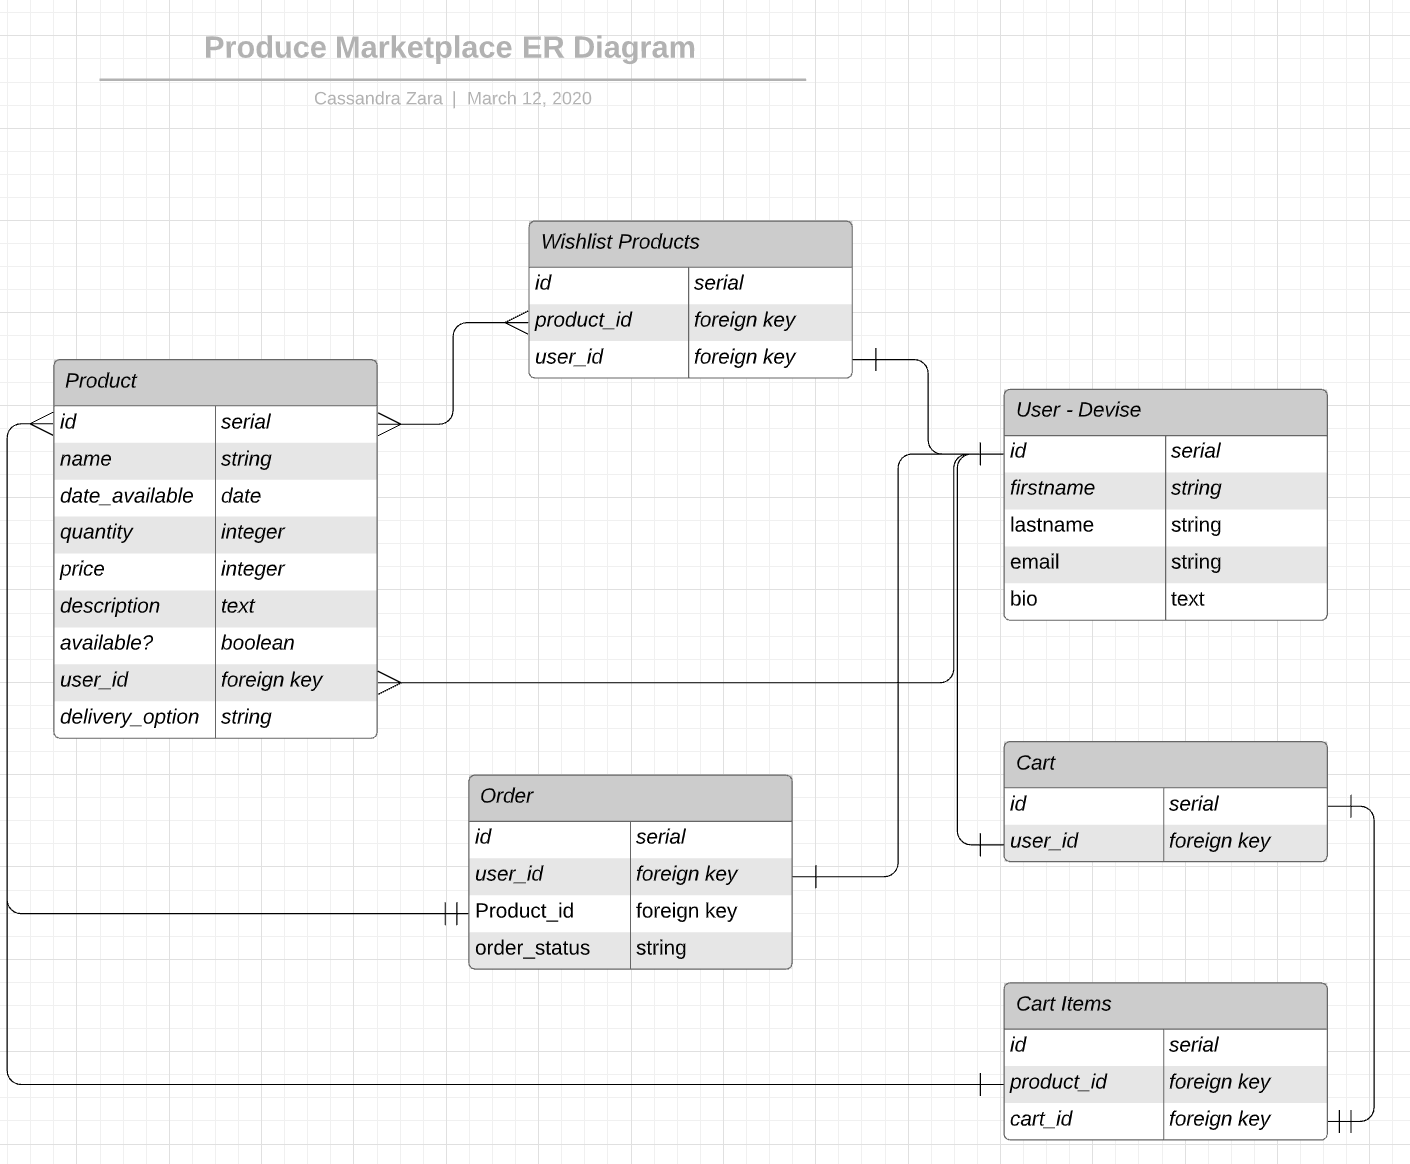 Produce Marketplace ER Diagram
Cassandra Zara | March 12, 2020
Wishlist Products
id serial
product_id foreign key
user_id foreign key
Product
id serial
name string
date_available date
quantity integer
price integer
description text
available? boolean
user_id foreign key
delivery_option string
User - Devise
id serial
firstname string
lastname string
email string
bio text
Order
id serial
user_id foreign key
Product_id foreign key
order_status string
Cart
id serial
user_id foreign key
Cart Items
id serial
product_id foreign key
cart_id foreign key